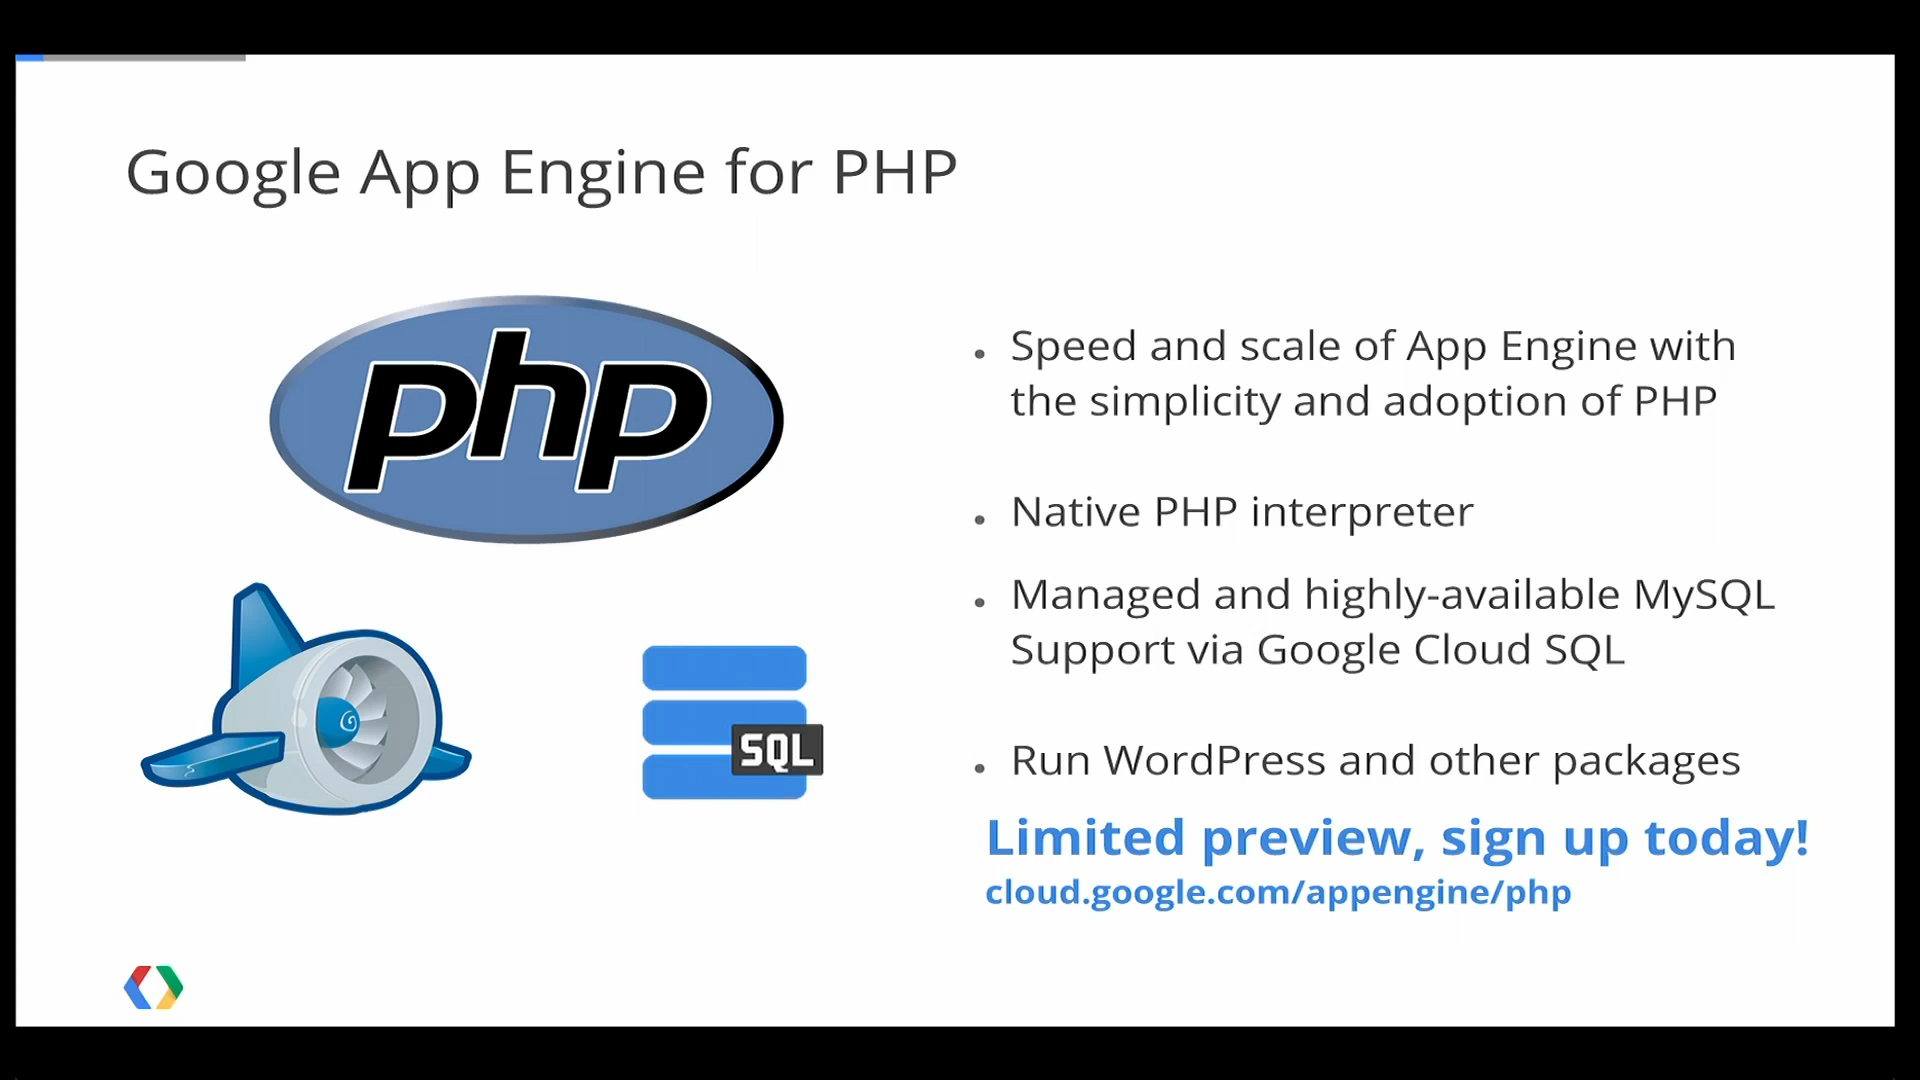 Google App Engine for PHP
php
SQL
Speed and scale of App Engine with
the simplicity and adoption of PHP
Native PHP interpreter
Managed and highly-available MySQL
Support via Google Cloud SQL
Run WordPress and other packages
Limited preview, sign up today!
cloud.google.com/appengine/php